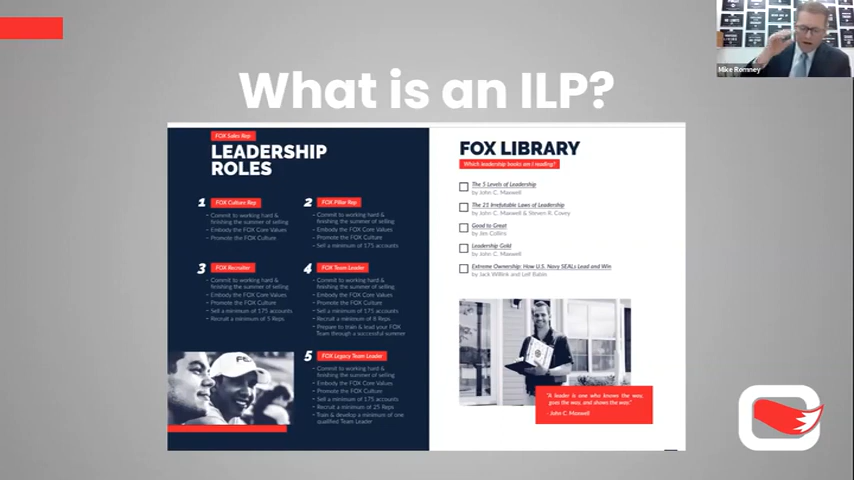 Mike Romney
What is an ILP?
FOX Sales Rep
LEADERSHIP
ROLES
1 FOX Culture Rep
- Commit to working hard &
finishing the summer of selling
- Embody the FOX Core Values
- Promote the FOX Culture
2 FOX Pillar Rep
- Commit to working hard &
finishing the summer of selling
- Embody the FOX Core Values
- Promote the FOX Culture
- Sell a minimum of 175 accounts
3 FOX Recruiter
- Commit to working hard &
finishing the summer of selling
- Embody the FOX Core Values
- Promote the FOX Culture
- Sell a minimum of 175 accounts
- Recruit a minimum of 5 Reps
4 FOX Team Leader
- Commit to working hard &
finishing the summer of selling
- Embody the FOX Core Values
- Promote the FOX Culture
- Sell a minimum of 175 accounts
- Recruit a minimum of 8 Reps
- Prepare to train & lead your FOX
Team through a successful summer
5 FOX Legacy Team Leader
- Commit to working hard &
finishing the summer of selling
- Embody the FOX Core Values
- Promote the FOX Culture
- Sell a minimum of 175 accounts
- Recruit a minimum of 25 Reps
- Train & develop a minimum of one
qualified Team Leader
FOX LIBRARY
Which leadership books am I reading?
The 5 Levels of Leadership
by John C. Maxwell
The 21 Irrefutable Laws of Leadership
by John C. Maxwell & Steven R. Covey
Good to Great
by Jim Collins
Leadership Gold
by John C. Maxwell
Extreme Ownership: How U.S. Navy SEALs Lead and Win
by Jack Willink and Leif Babin
"A leader is one who knows the way,
goes the way, and shows the way."
- John C. Maxwell